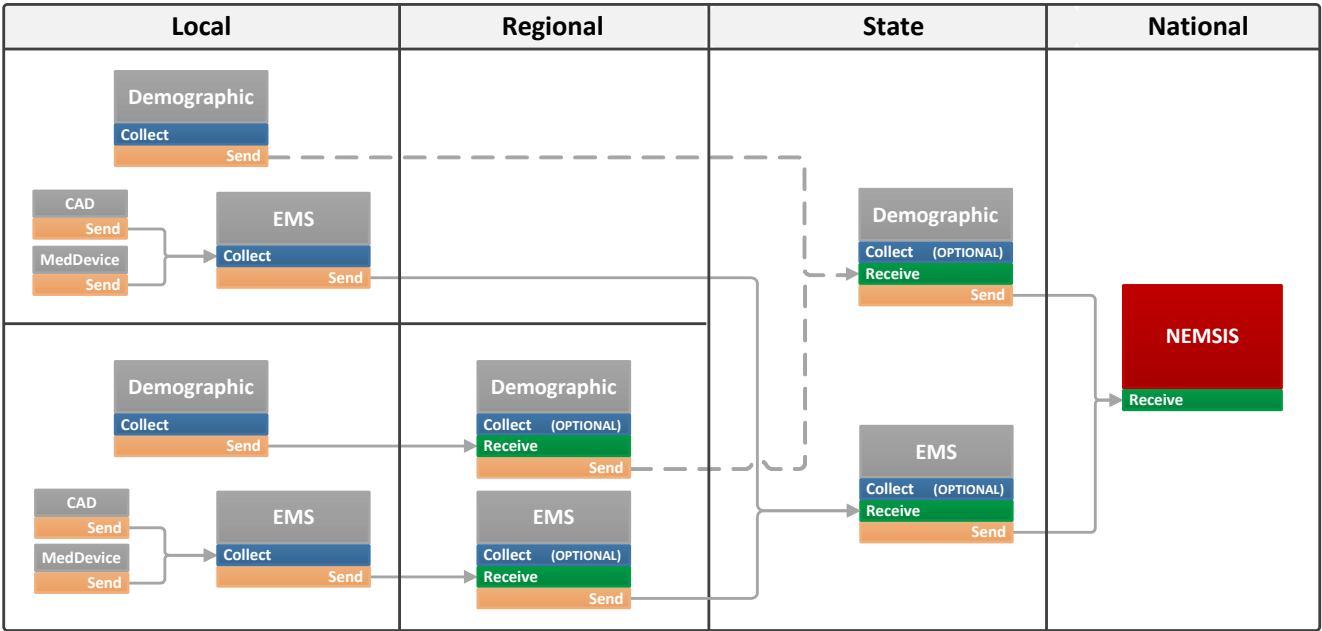 Local
Regional
State
National
Demographic
Collect
Send
CAD
Send
MedDevice
Send
EMS
Collect
Send
Demographic
Collect
Send
CAD
Send
MedDevice
Send
EMS
Collect
Send
Demographic
Collect (OPTIONAL)
Receive
Send
EMS
Collect (OPTIONAL)
Receive
Send
Demographic
Collect (OPTIONAL)
Receive
Send
EMS
Collect (OPTIONAL)
Receive
Send
NEMSIS
Receive